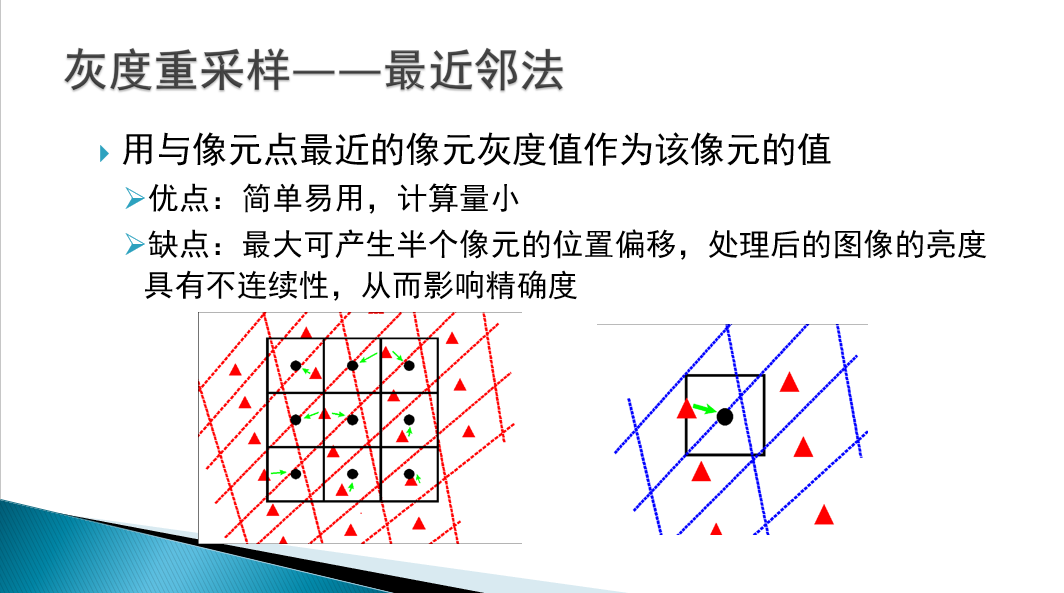 灰度重采样——最近邻法
用与像元点最近的像元灰度值作为该像元的值
优点：简单易用，计算量小
缺点：最大可产生半个像元的位置偏移，处理后的图像的亮度
具有不连续性，从而影响精确度